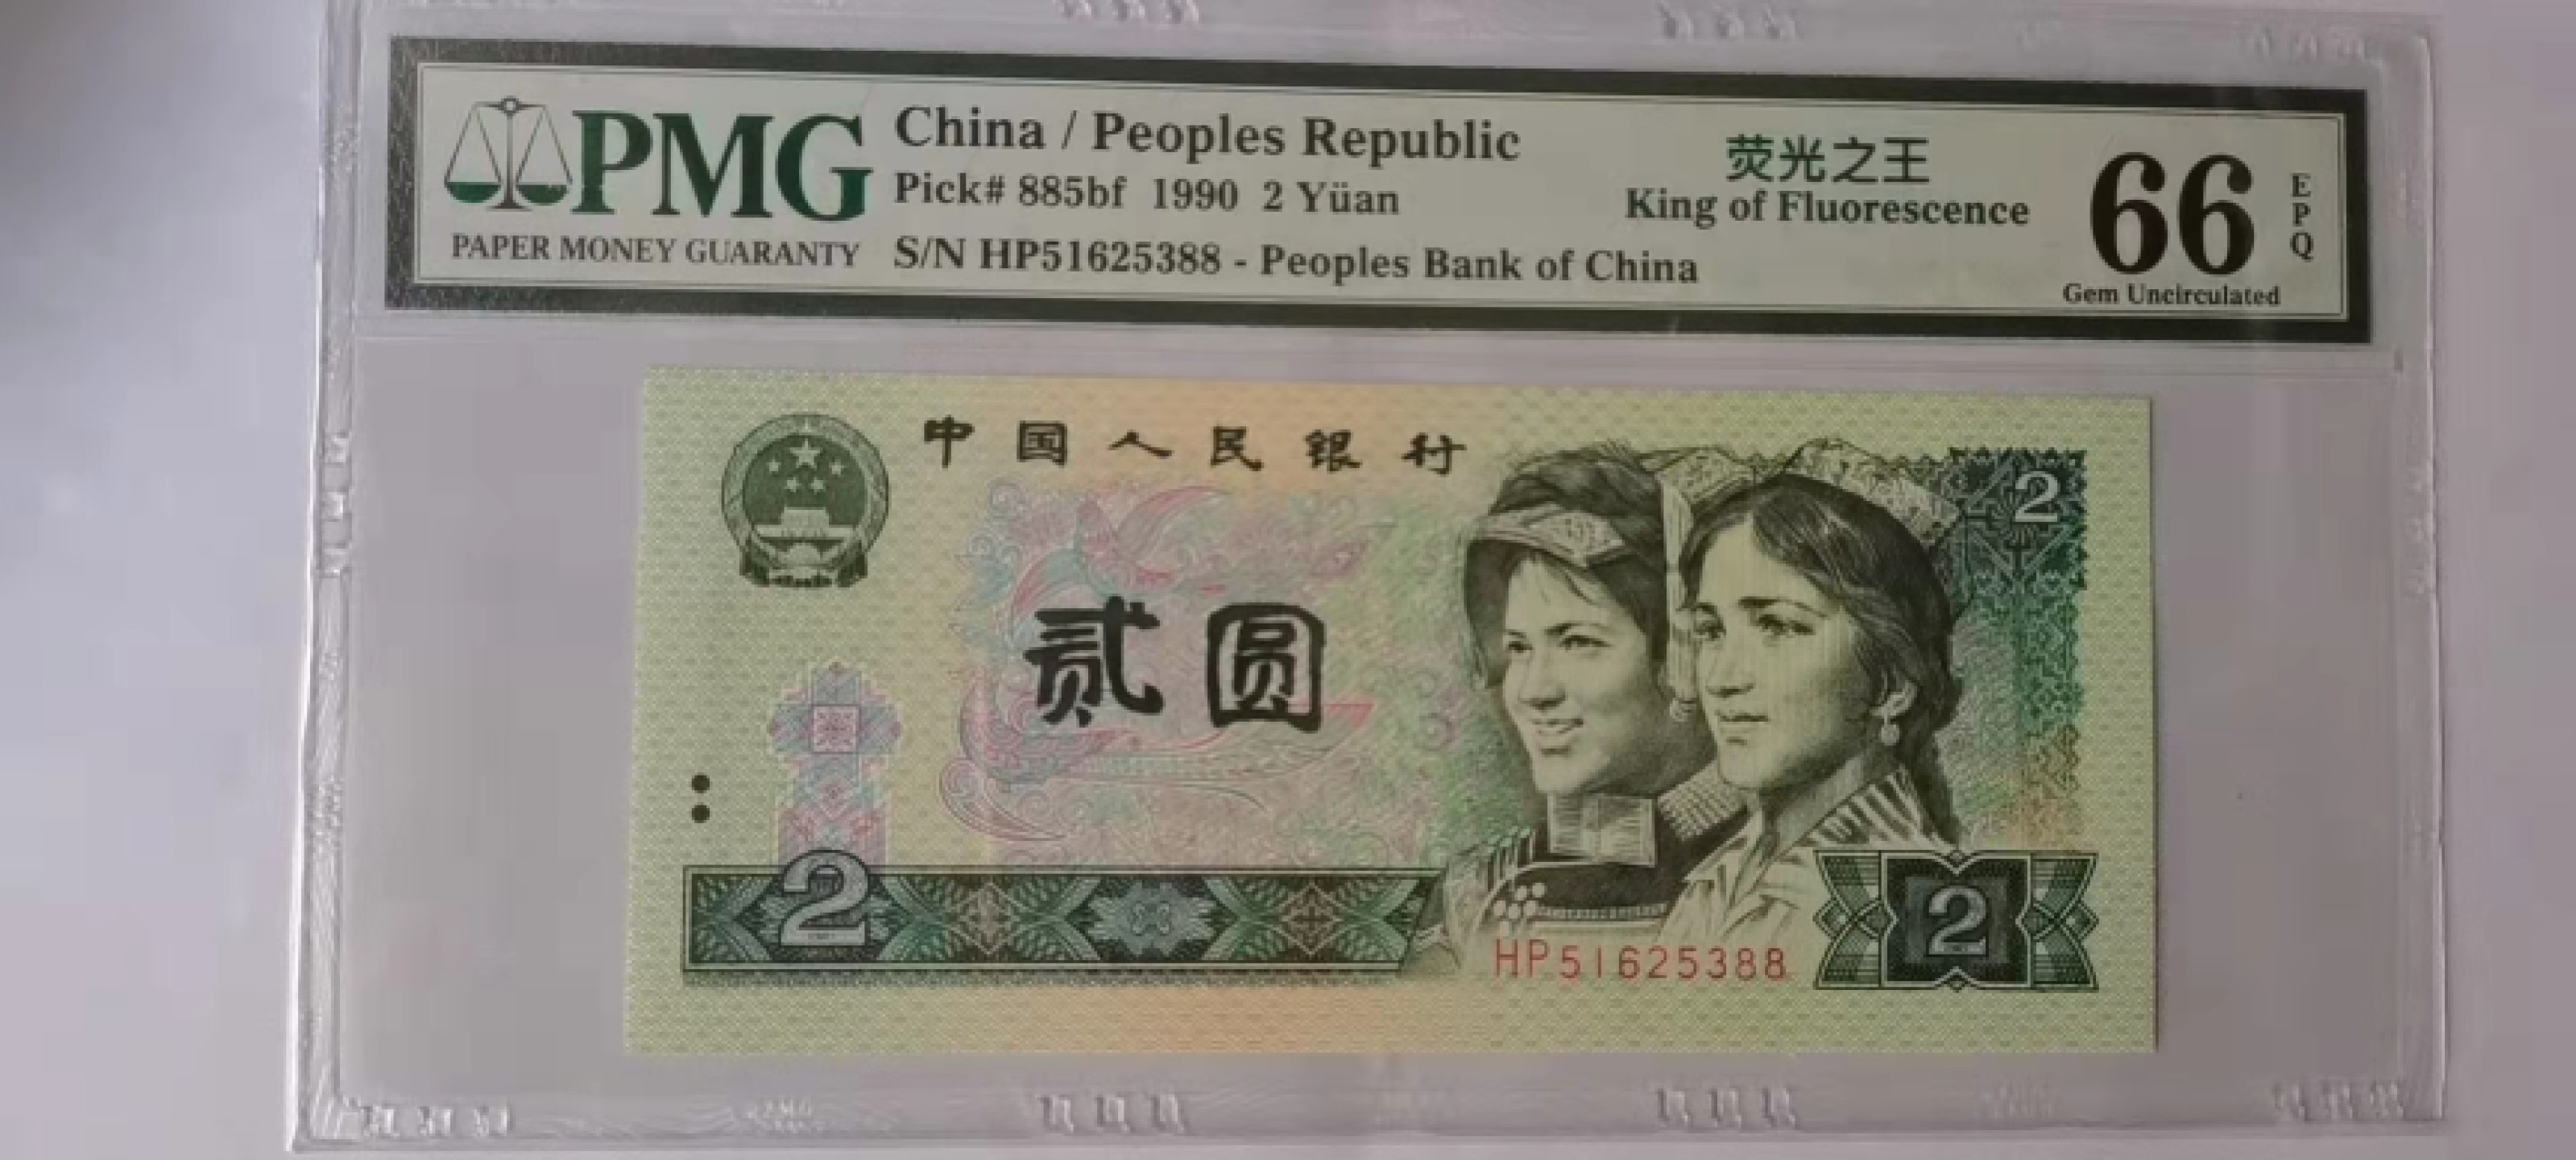 PMG
PAPER MONEY GUARANTY
China / Peoples Republic
Pick# 885bf 1990 2 Yüan
S/N HP51625388 - Peoples Bank of China
荧光之王
King of Fluorescence
66
EPQ
Gem Uncirculated
中国人民银行
2
贰圆
2
HP51625388
2